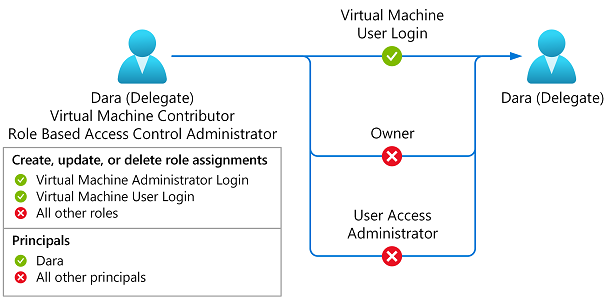 Virtual Machine
User Login
Dara (Delegate)
Virtual Machine Contributor
Role Based Access Control Administrator
Dara (Delegate)
Create, update, or delete role assignments
Virtual Machine Administrator Login
Virtual Machine User Login
All other roles
Principals
Dara
All other principals
Owner
User Access
Administrator